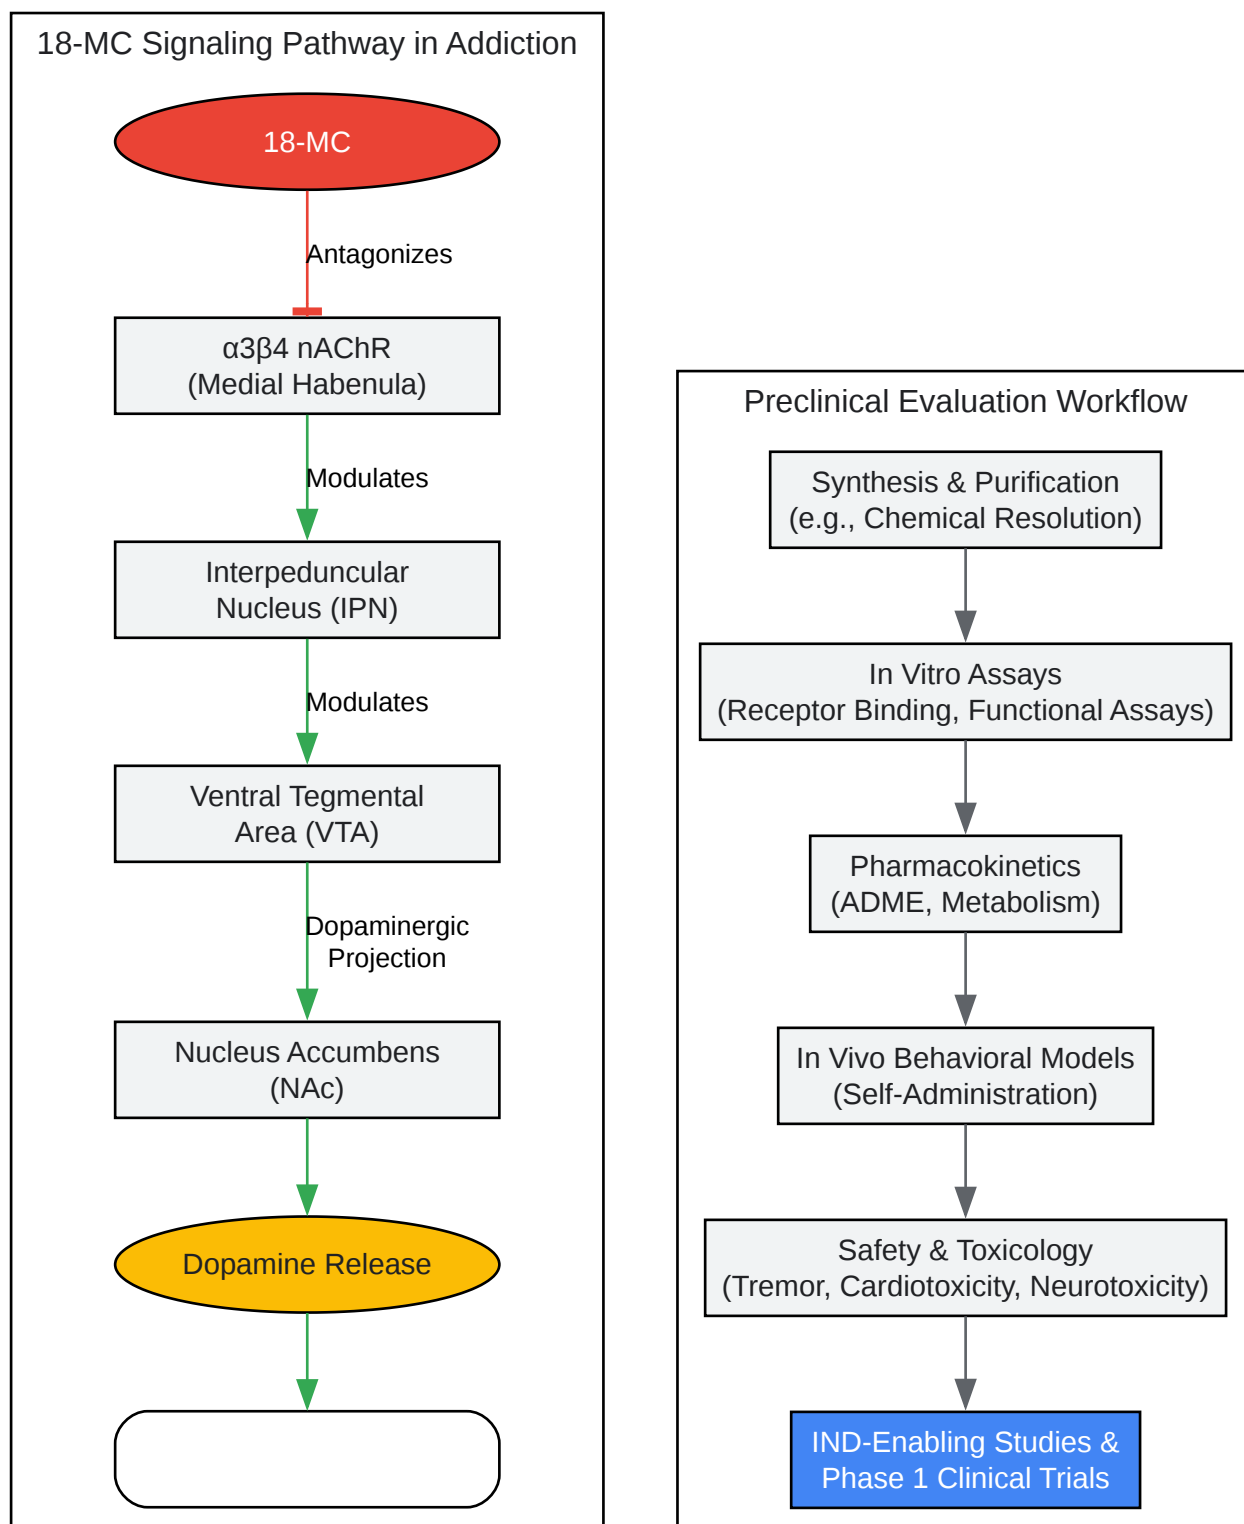 18-MC Signaling Pathway in Addiction
18-MC
Antagonizes
α3β4 nAChR
(Medial Habenula)
Modulates
Interpeduncular
Nucleus (IPN)
Modulates
Ventral Tegmental
Area (VTA)
Dopaminergic
Projection
Nucleus Accumbens
(NAc)
Dopamine Release
Preclinical Evaluation Workflow
Synthesis & Purification
(e.g., Chemical Resolution)
In Vitro Assays
(Receptor Binding, Functional Assays)
Pharmacokinetics
(ADME, Metabolism)
In Vivo Behavioral Models
(Self-Administration)
Safety & Toxicology
(Tremor, Cardiotoxicity, Neurotoxicity)
IND-Enabling Studies &
Phase 1 Clinical Trials